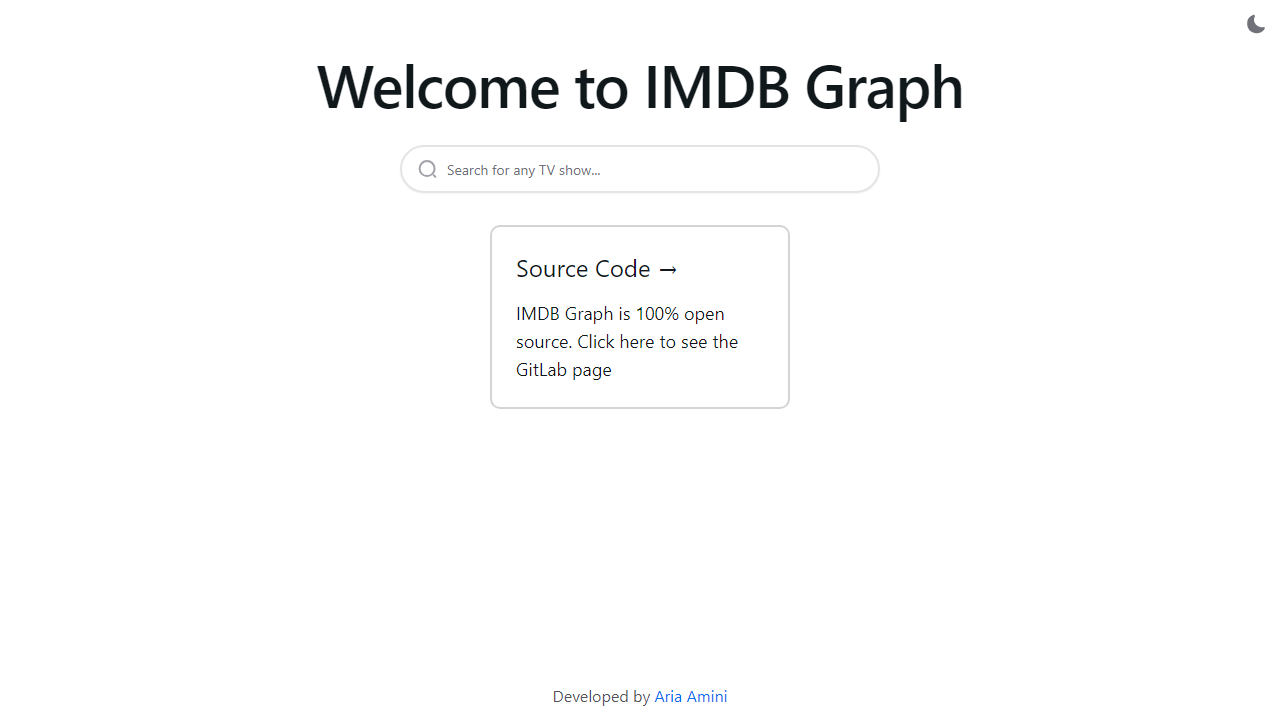 Welcome to IMDB Graph
Search for any TV show...
Source Code →
IMDB Graph is 100% open
source. Click here to see the
GitLab page
Developed by Aria Amini